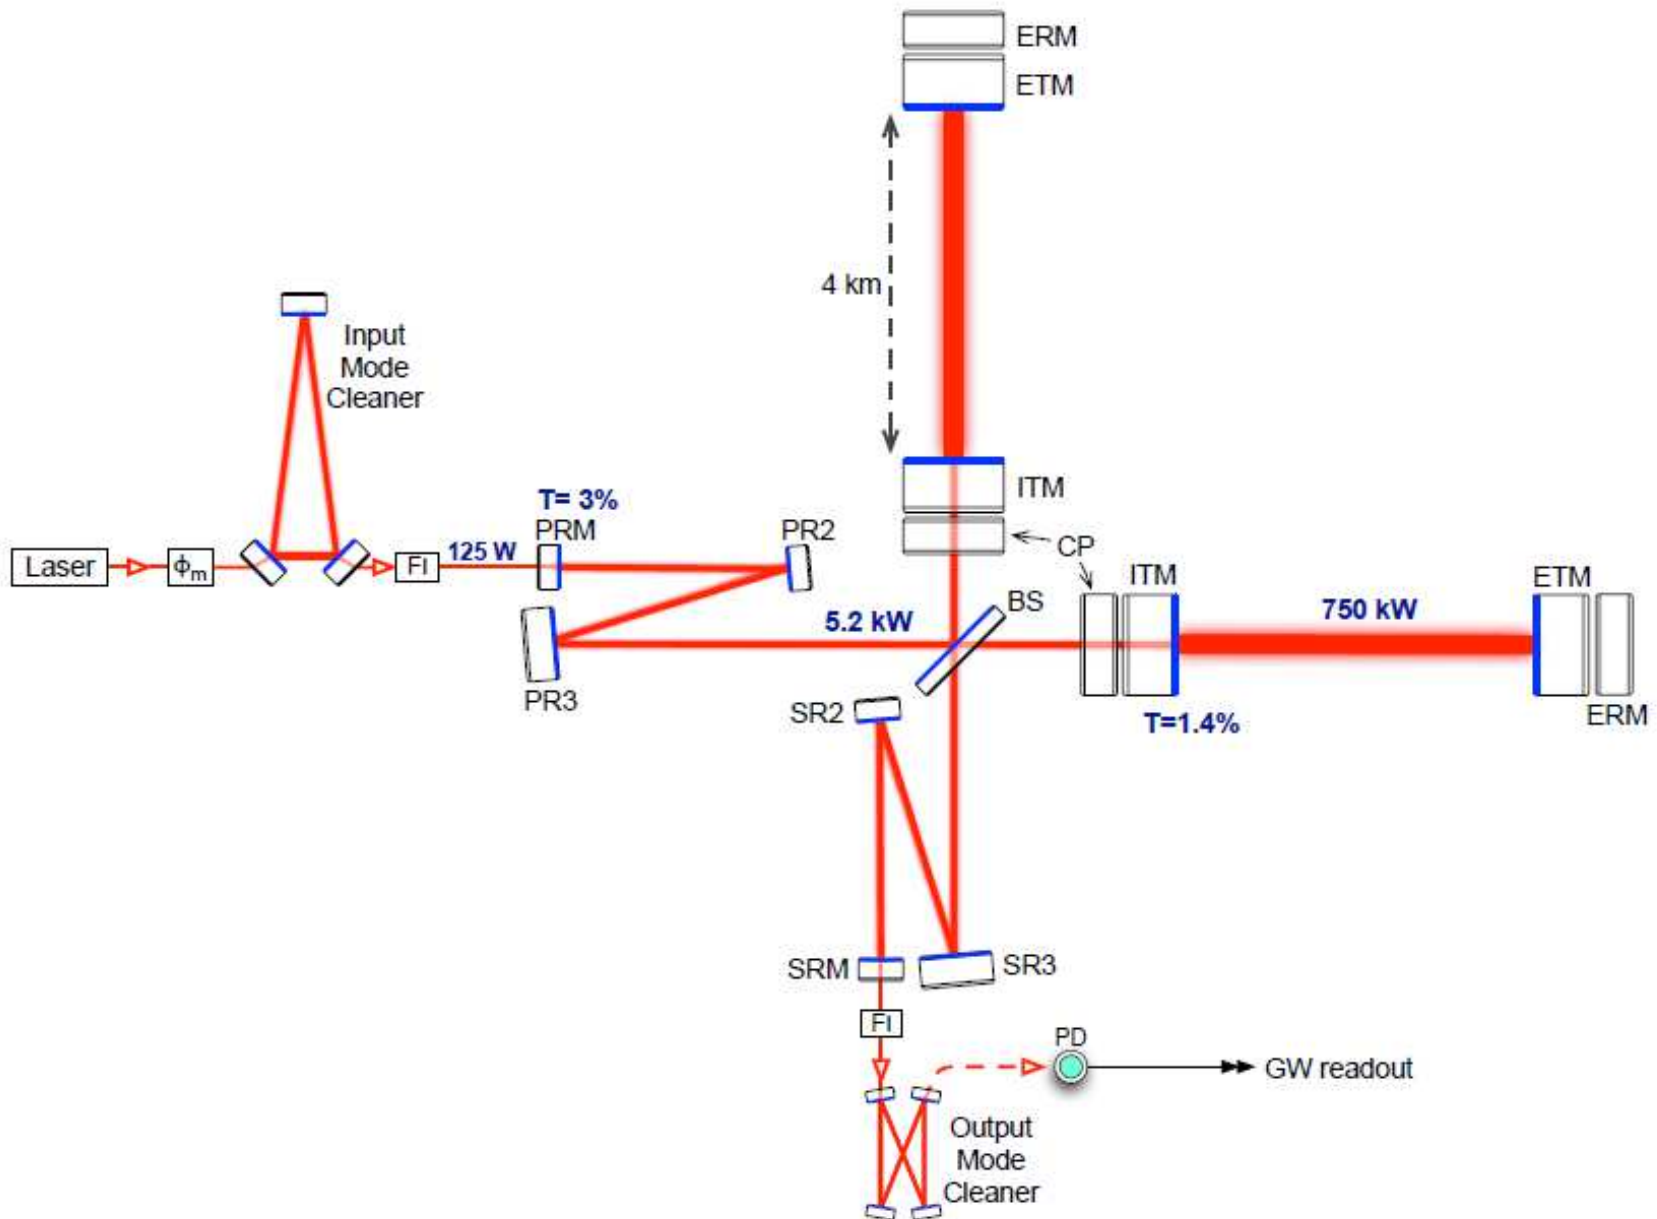 ERM
ETM
4 km
Input
Mode
Cleaner
ITM
T= 3%
PRM
PR2
CP
Laser
ϕm
FI
125 W
ITM
ETM
BS
5.2 kW
750 kW
PR3
SR2
T=1.4%
ERM
SRM
SR3
FI
PD
GW readout
Output
Mode
Cleaner